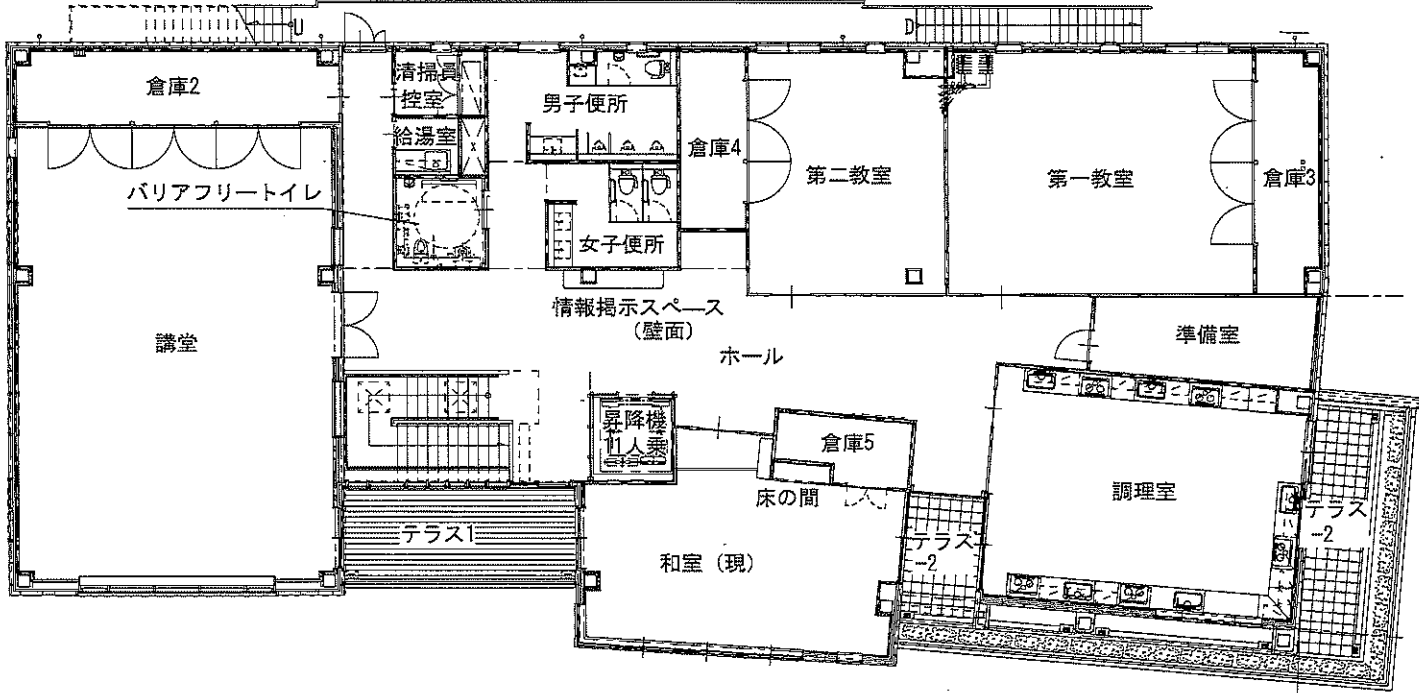 U
D
倉庫2
清掃員
控室
男子便所
給湯室
倉庫4
第二教室
第一教室
倉庫3
バリアフリートイレ
女子便所
情報掲示スペース
(壁面)
講堂
ホール
準備室
昇降機
11人乗
倉庫5
床の間
調理室
テラス1
和室(現)
テラス
-2
テラス
-2